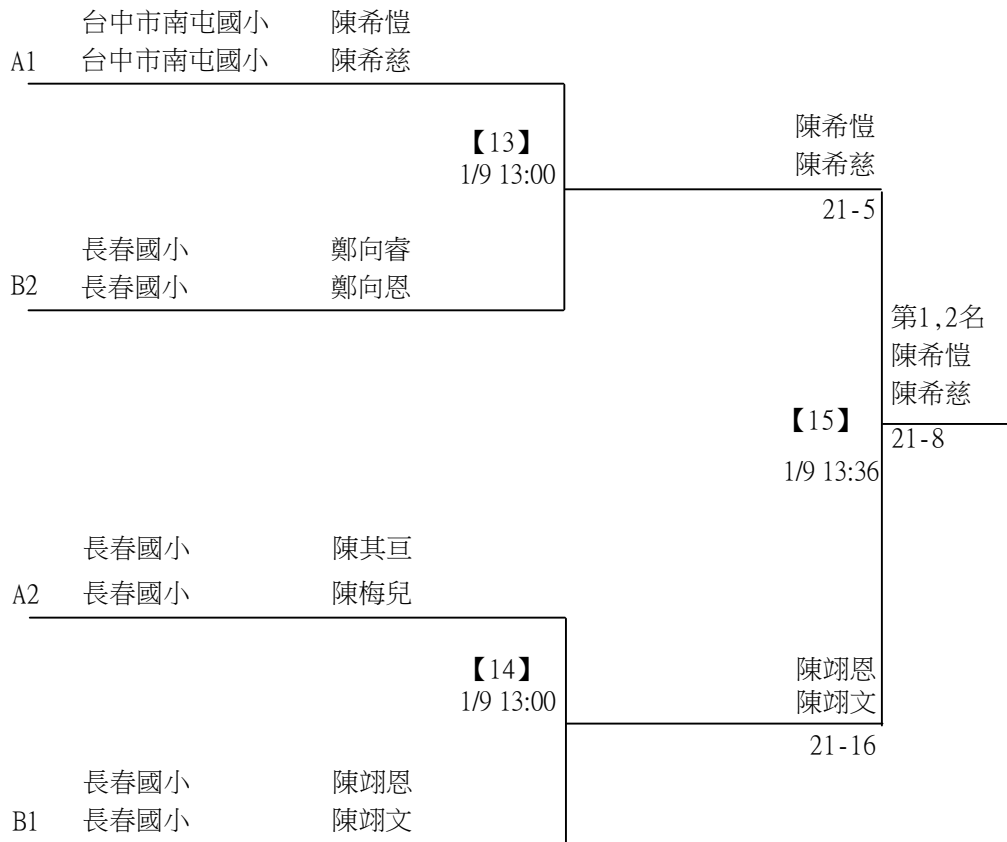 台中市南屯國小 陳希愷
A1 台中市南屯國小 陳希慈
【13】
1/9 13:00
陳希愷
陳希慈
21-5
長春國小 鄭向睿
B2 長春國小 鄭向恩
第1,2名
陳希愷
陳希慈
【15】
21-8
1/9 13:36
長春國小 陳其亘
A2 長春國小 陳梅兒
【14】
1/9 13:00
陳翊恩
陳翊文
21-16
長春國小 陳翊恩
B1 長春國小 陳翊文